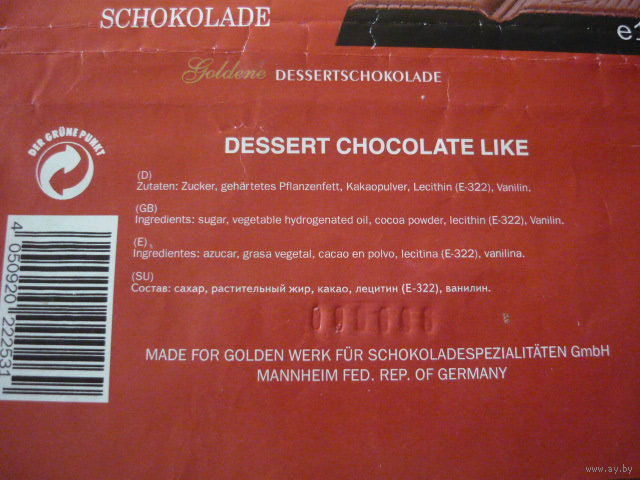 SCHOKOLADE
Goldene DESSERTSCHOKOLADE
DER GRÜNE PUNKT
DESSERT CHOCOLATE LIKE
(D)
Zutaten: Zucker, gehärtetes Pflanzenfett, Kakaopulver, Lecithin (E-322), Vanilin.
(GB)
Ingredients: sugar, vegetable hydrogenated oil, cocoa powder, lecithin (E-322), Vanilin.
(E)
Ingredientes: azucar, grasa vegetal, cacao en polvo, lecitina (E-322), vanilina.
(SU)
Состав: сахар, растительный жир, какао, лецитин (E-322), ванилин.
4 050920 222531
MADE FOR GOLDEN WERK FÜR SCHOKOLADESPEZIALITÄTEN GmbH
MANNHEIM FED. REP. OF GERMANY
www.ay.by